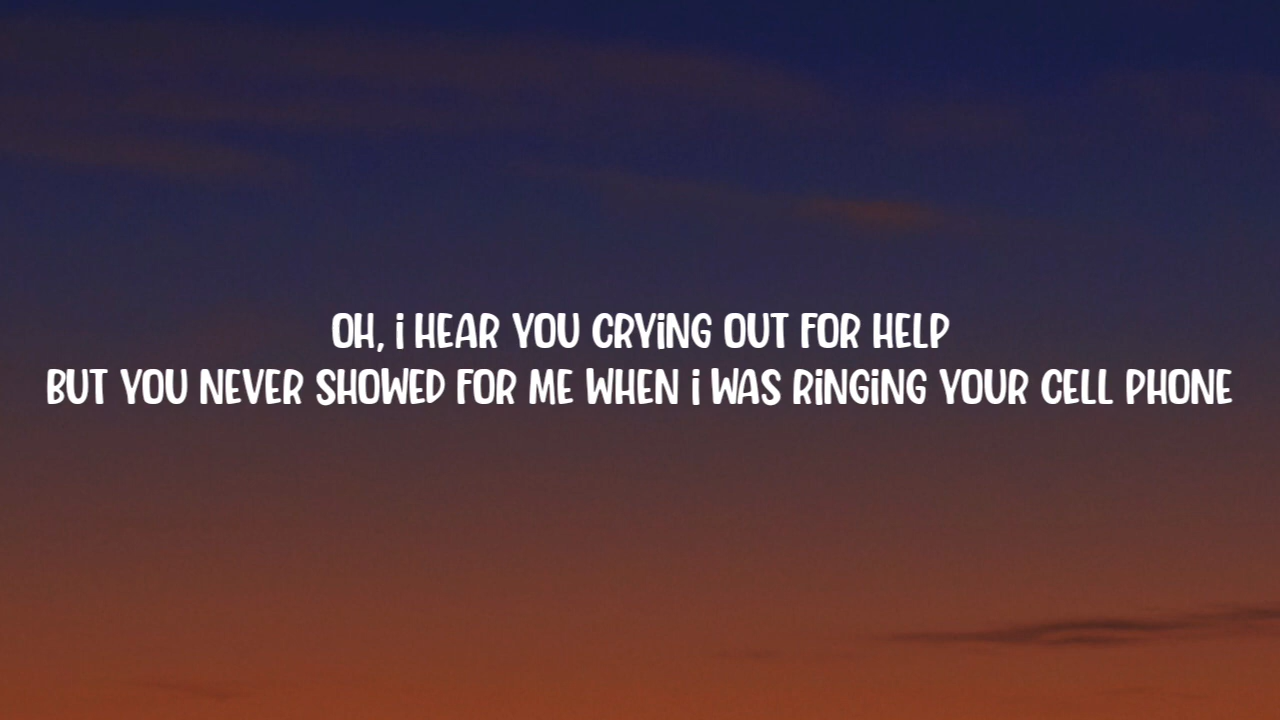 OH, i HEAR YOU CRYiNG OUT FOR HELP
BUT YOU NEVER SHOWED FOR ME WHEN i WAS RiNGiNG YOUR CELL PHONE